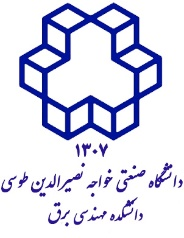 ۱۳۰۷
دانشگاه صنعتی خواجه نصیرالدین طوسی
دانشکده مهندسی برق